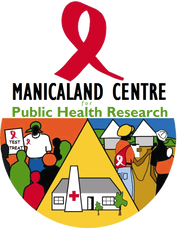 MANICALAND CENTRE
for
Public Health Research
TEST
TREAT